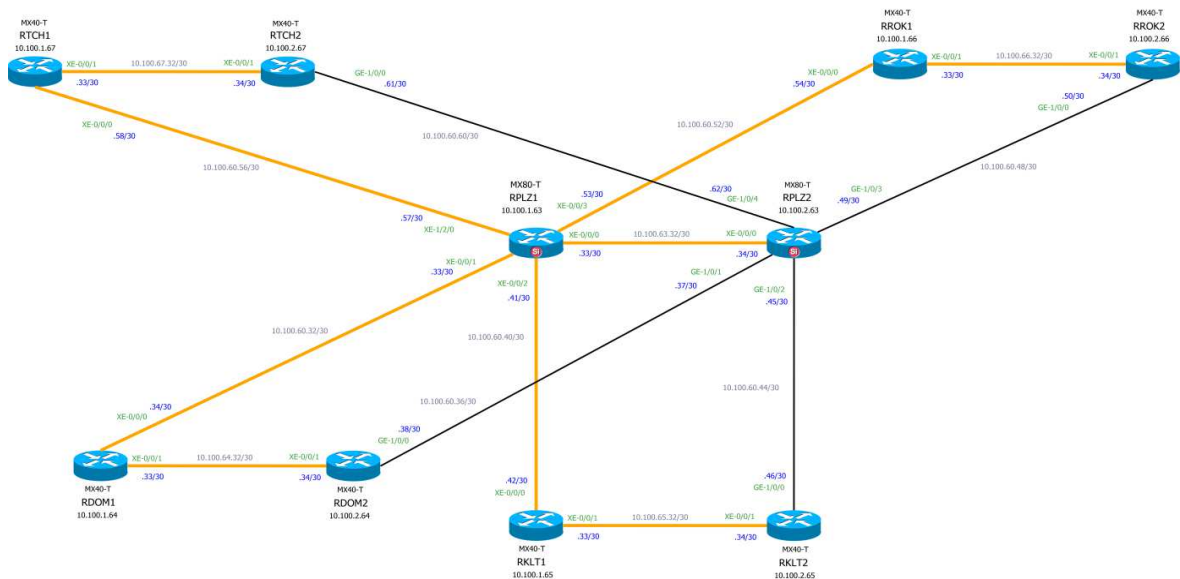 MX40-T
RTCH1
10.100.1.67
MX40-T
RTCH2
10.100.2.67
MX40-T
RROK1
10.100.1.66
MX40-T
RROK2
10.100.2.66
XE-0/0/1
10.100.67.32/30
XE-0/0/1
.33/30
.34/30
GE-1/0/0
.61/30
XE-0/0/0
.54/30
XE-0/0/1
10.100.66.32/30
XE-0/0/1
.33/30
.34/30
.50/30
GE-1/0/0
XE-0/0/0
.58/30
10.100.60.56/30
10.100.60.60/30
10.100.60.52/30
10.100.60.48/30
MX80-T
RPLZ1
10.100.1.63
.53/30
XE-0/0/3
.62/30
GE-1/0/4
MX80-T
RPLZ2
10.100.2.63
GE-1/0/3
.49/30
.57/30
XE-1/2/0
XE-0/0/0
10.100.63.32/30
XE-0/0/0
.33/30
.34/30
SI
SI
XE-0/0/1
.33/30
XE-0/0/2
.41/30
GE-1/0/1
.37/30
GE-1/0/2
.45/30
10.100.60.32/30
10.100.60.40/30
10.100.60.36/30
10.100.60.44/30
.34/30
XE-0/0/0
.38/30
GE-1/0/0
XE-0/0/1
10.100.64.32/30
XE-0/0/1
.33/30
.34/30
MX40-T
RDOM1
10.100.1.64
MX40-T
RDOM2
10.100.2.64
.42/30
XE-0/0/0
.46/30
GE-1/0/0
XE-0/0/1
10.100.65.32/30
XE-0/0/1
.33/30
.34/30
MX40-T
RKLT1
10.100.1.65
MX40-T
RKLT2
10.100.2.65